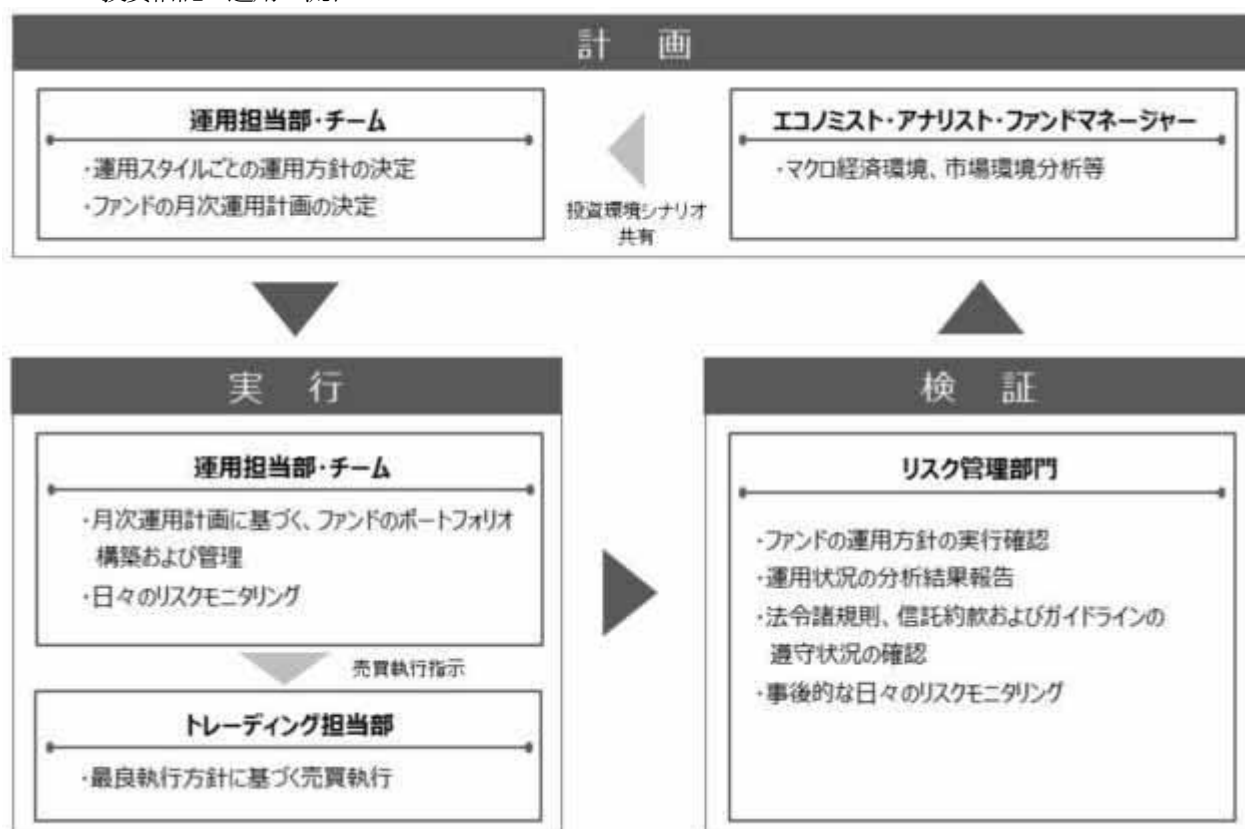 計 画
運用担当部・チーム
・運用スタイルごとの運用方針の決定
・ファンドの月次運用計画の決定
投資環境シナリオ
共有
エコノミスト・アナリスト・ファンドマネージャー
・マクロ経済環境、市場環境分析等
実 行
運用担当部・チーム
・月次運用計画に基づく、ファンドのポートフォリオ
構築および管理
・日々のリスクモニタリング
売買執行指示
トレーディング担当部
・最良執行方針に基づく売買執行
検 証
リスク管理部門
・ファンドの運用方針の実行確認
・運用状況の分析結果報告
・法令諸規則、信託約款およびガイドラインの
遵守状況の確認
・事後的な日々のリスクモニタリング